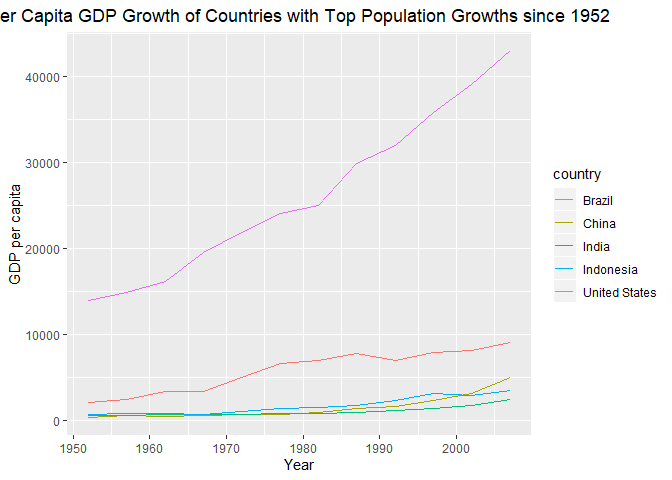 er Capita GDP Growth of Countries with Top Population Growths since 1952
GDP per capita
40000
30000
20000
10000
0
1950
1960
1970
1980
1990
2000
Year
country
Brazil
China
India
Indonesia
United States